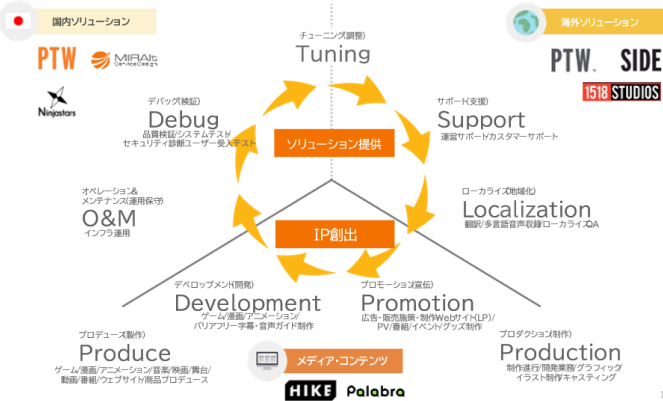 国内ソリューション
PTW
MIRAIt
ServiceDesign
Ninjastars
海外ソリューション
PTW
SIDE
1518 STUDIOS
チューニング(調整)
Tuning
デバッグ(検証)
Debug
品質検証/システムテスト/
セキュリティ診断ユーザー受入テスト
サポート(支援)
Support
運営サポート/カスタマーサポート
ソリューション提供
オペレーション&
メンテナンス(運用保守)
O&M
インフラ運用
ローカライズ(地域化)
Localization
翻訳/多言語音声収録/ローカライズQA
IP創出
デベロップメント(開発)
Development
ゲーム/漫画/アニメーション/
バリアフリー字幕・音声ガイド制作
プロモーション(宣伝)
Promotion
広告・販売施策・制作Webサイト(LP)/
PV/番組/イベント/グッズ制作
プロデュース(製作)
Produce
ゲーム/漫画/アニメーション/音楽/映画/舞台/
動画/番組/ウェブサイト/商品プロデュース
プロダクション(制作)
Production
制作進行/開発業務/グラフィック/
イラスト制作/キャスティング
メディア・コンテンツ
HIKE
Palabra